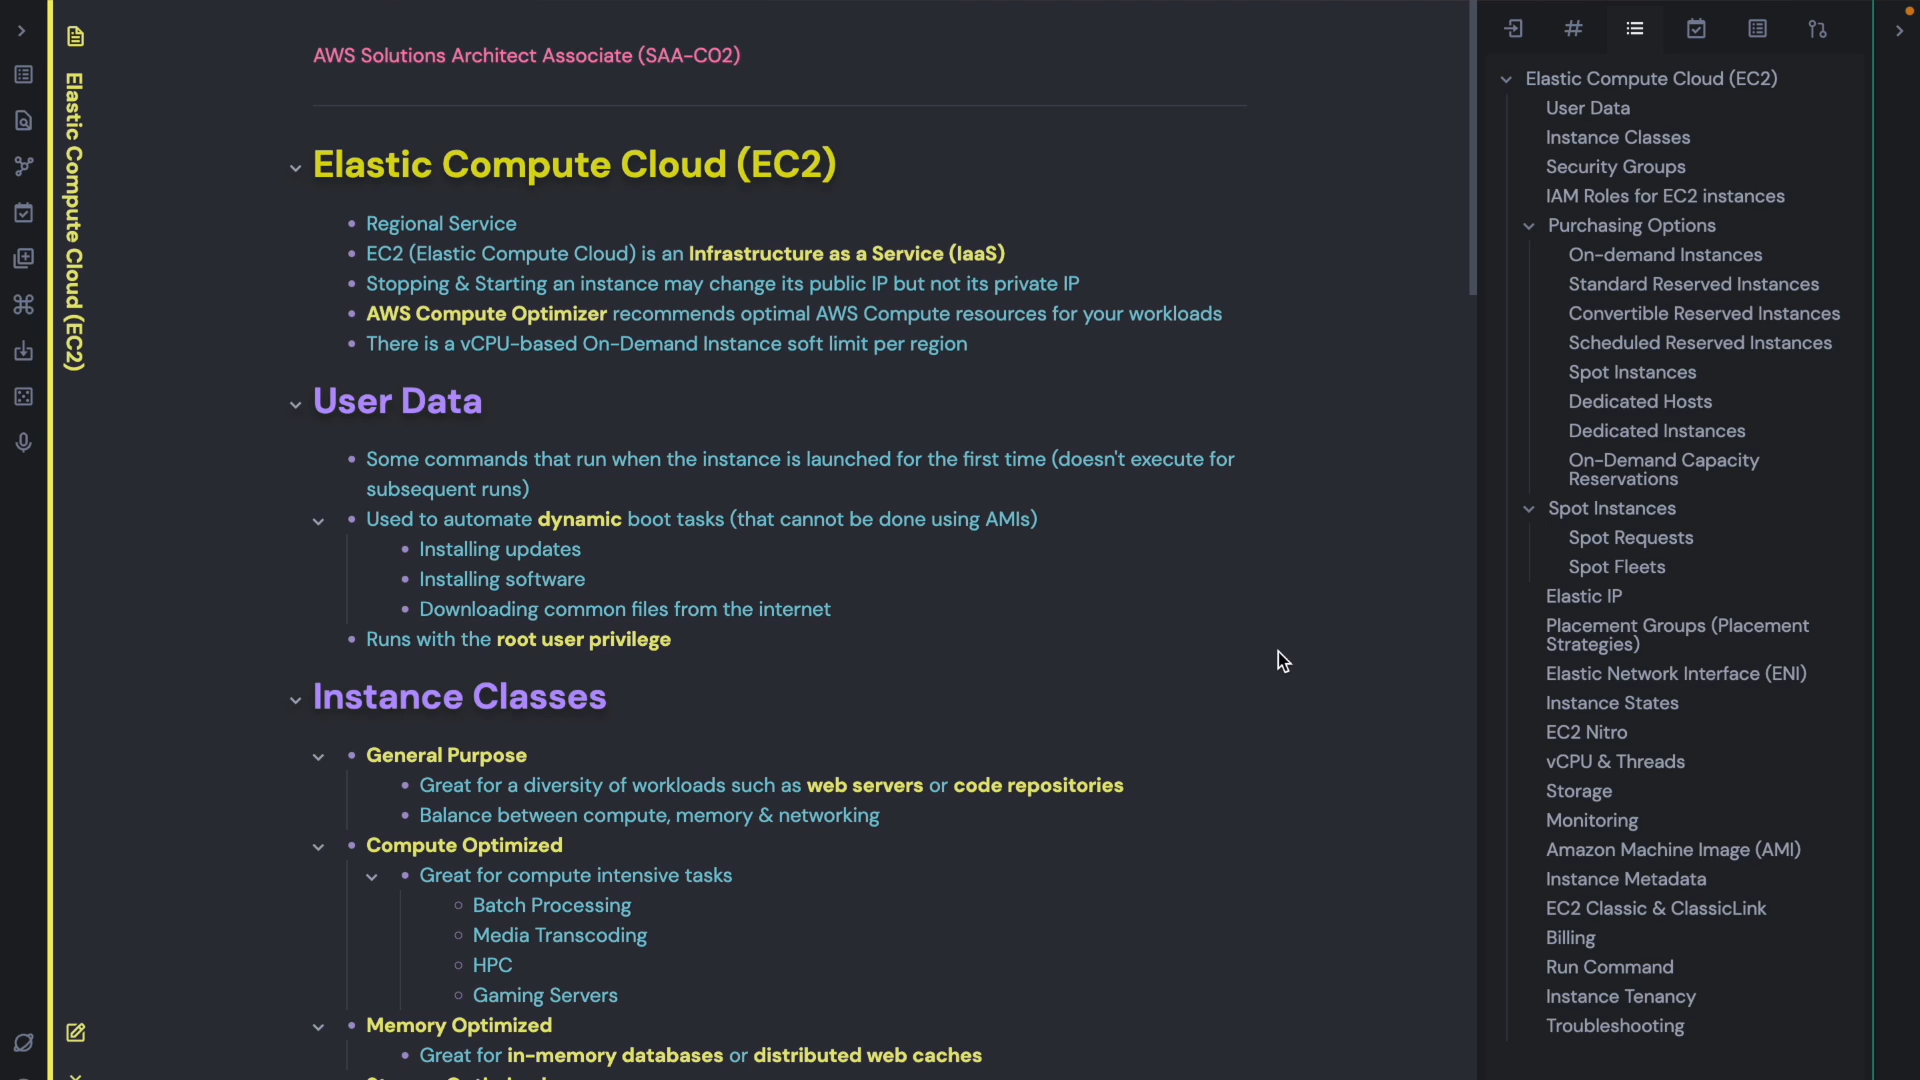 Elastic Compute Cloud (EC2)
AWS Solutions Architect Associate (SAA-C02)
Elastic Compute Cloud (EC2)
Regional Service
EC2 (Elastic Compute Cloud) is an Infrastructure as a Service (IaaS)
Stopping & Starting an instance may change its public IP but not its private IP
AWS Compute Optimizer recommends optimal AWS Compute resources for your workloads
There is a vCPU-based On-Demand Instance soft limit per region
User Data
Some commands that run when the instance is launched for the first time (doesn't execute for
subsequent runs)
Used to automate dynamic boot tasks (that cannot be done using AMIs)
Installing updates
Installing software
Downloading common files from the internet
Runs with the root user privilege
Instance Classes
General Purpose
Great for a diversity of workloads such as web servers or code repositories
Balance between compute, memory & networking
Compute Optimized
Great for compute intensive tasks
Batch Processing
Media Transcoding
HPC
Gaming Servers
Memory Optimized
Great for in-memory databases or distributed web caches
Elastic Compute Cloud (EC2)
User Data
Instance Classes
Security Groups
IAM Roles for EC2 instances
Purchasing Options
On-demand Instances
Standard Reserved Instances
Convertible Reserved Instances
Scheduled Reserved Instances
Spot Instances
Dedicated Hosts
Dedicated Instances
On-Demand Capacity
Reservations
Spot Instances
Spot Requests
Spot Fleets
Elastic IP
Placement Groups (Placement
Strategies)
Elastic Network Interface (ENI)
Instance States
EC2 Nitro
vCPU & Threads
Storage
Monitoring
Amazon Machine Image (AMI)
Instance Metadata
EC2 Classic & ClassicLink
Billing
Run Command
Instance Tenancy
Troubleshooting